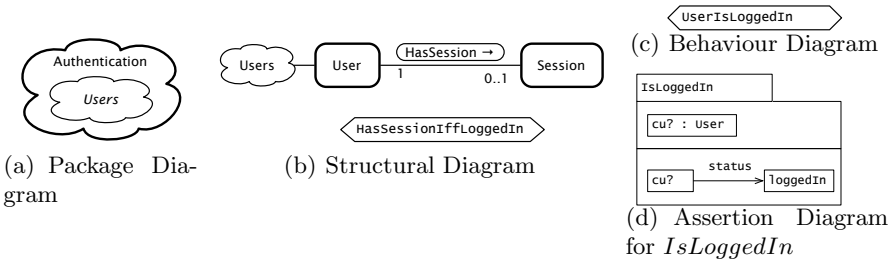 Authentication
Users
(a) Package Dia-
gram
Users
User
HasSession →
1
0..1
Session
HasSessionIffLoggedIn
(b) Structural Diagram
UserIsLoggedIn
(c) Behaviour Diagram
IsLoggedIn
cu? : User
cu?
status
loggedIn
(d) Assertion Diagram
for IsLoggedIn